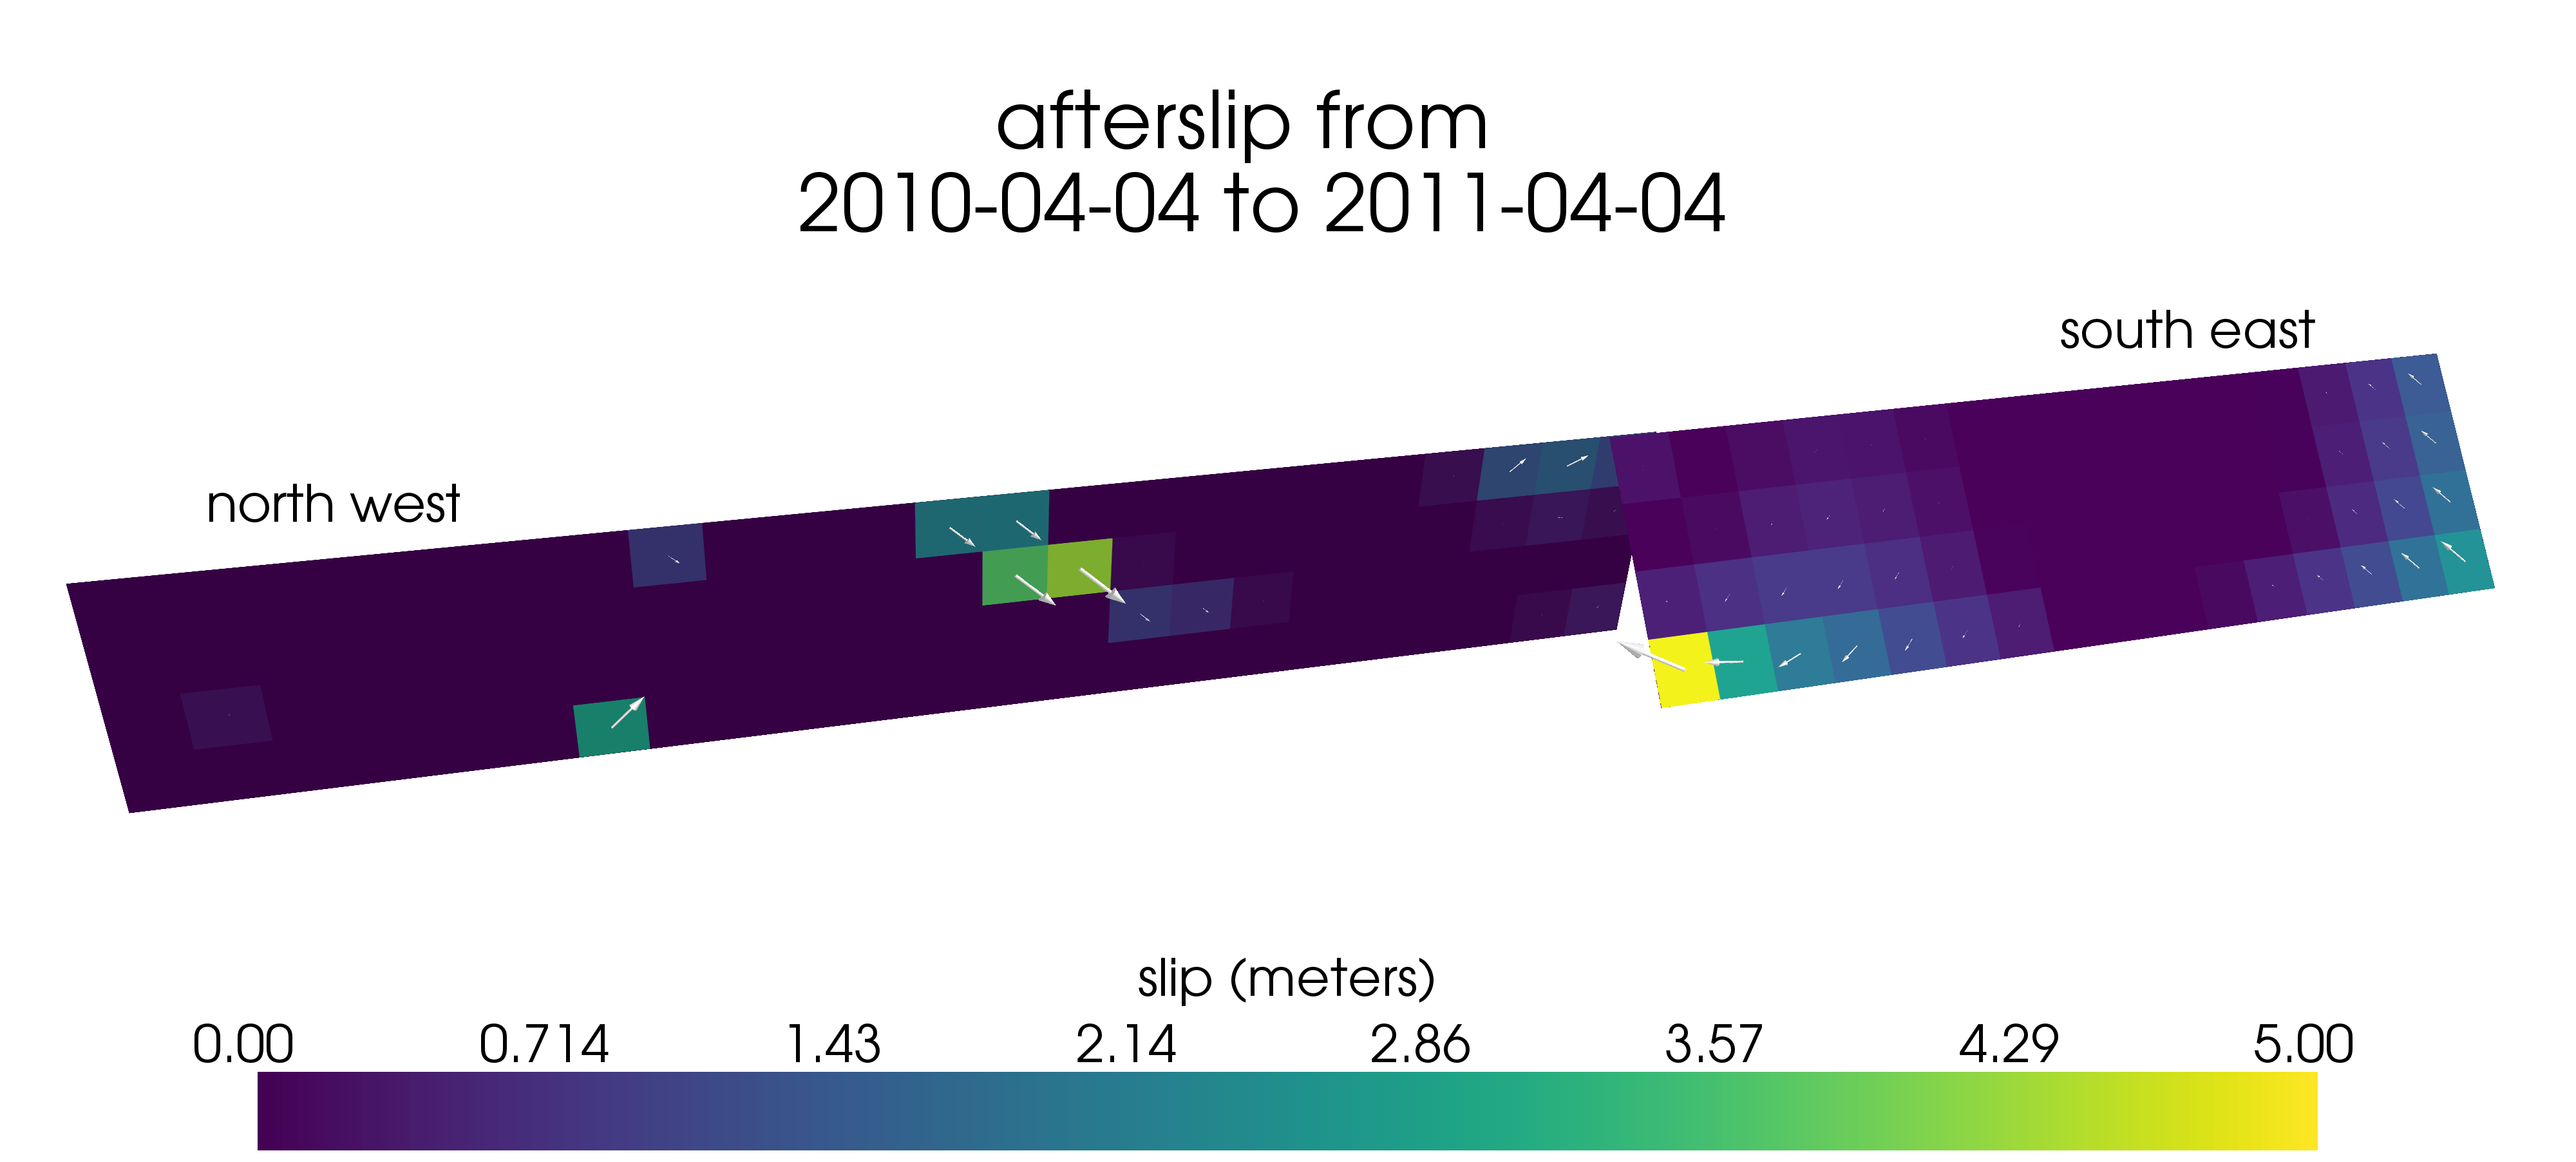 afterslip from
2010-04-04 to 2011-04-04
south east
north west
slip (meters)
0.00 0.714 1.43 2.14 2.86 3.57 4.29 5.00